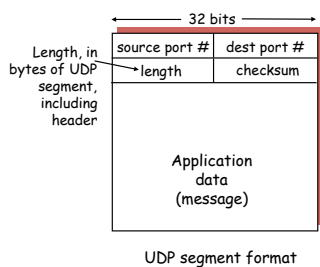 32 bits
source port #
dest port #
Length, in
bytes of UDP
segment,
including
header
length
checksum
Application
data
(message)
UDP segment format